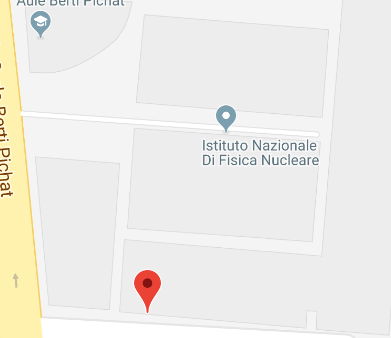 Aule Berti Pichat
Berti Pichat
Istituto Nazionale
Di Fisica Nucleare